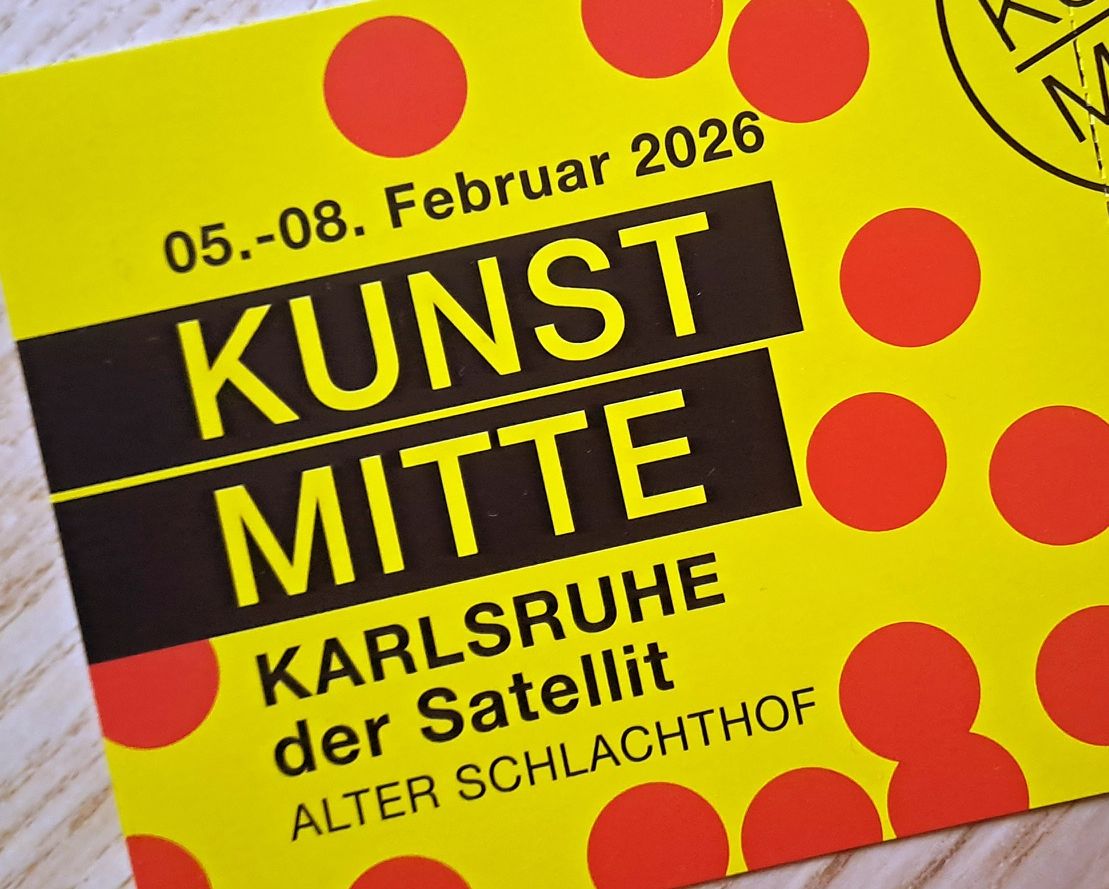 05.-08. Februar 2026
KUNST
MITTE
KARLSRUHE
der Satellit
ALTER SCHLACHTHOF